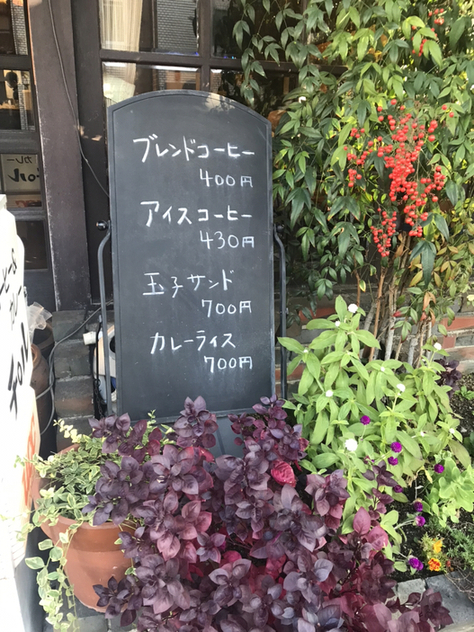 ブレンドコーヒー
400円
アイスコーヒー
430円
玉子サンド
700円
カレーライス
700円